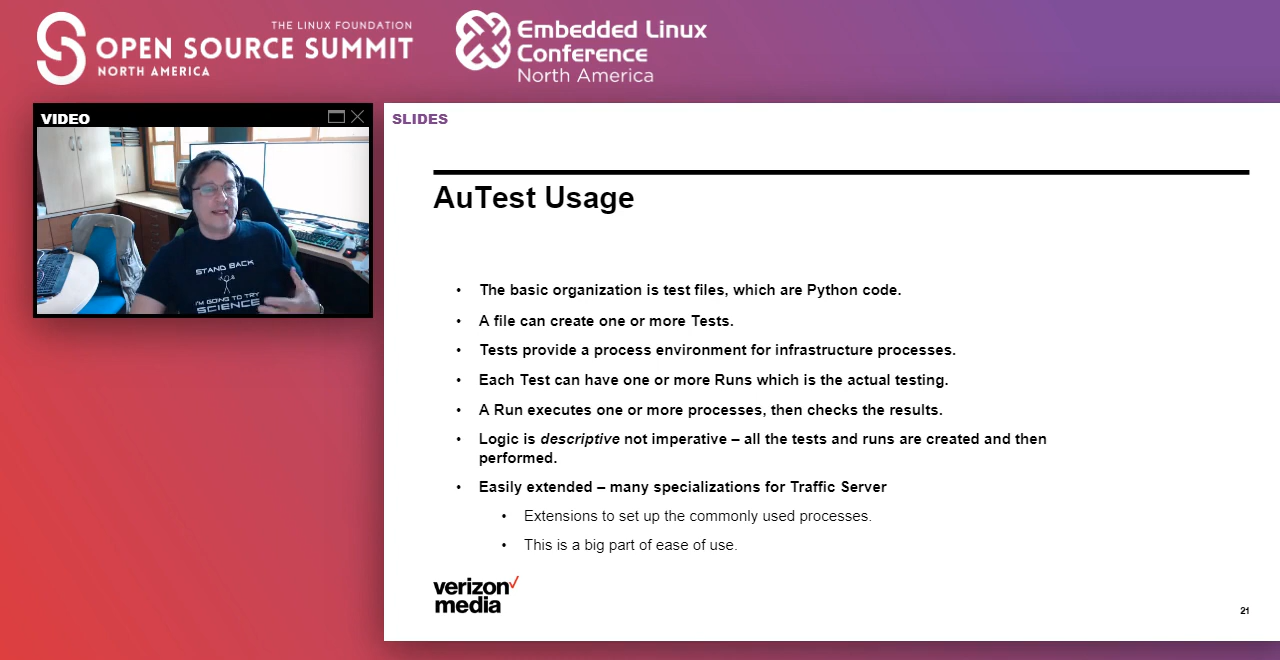 THE LINUX FOUNDATION
OPEN SOURCE SUMMIT
NORTH AMERICA
Embedded Linux
Conference
North America
VIDEO
STAND BACK
I'M GOING TO TRY
SCIENCE
SLIDES
AuTest Usage
• The basic organization is test files, which are Python code.
• A file can create one or more Tests.
• Tests provide a process environment for infrastructure processes.
• Each Test can have one or more Runs which is the actual testing.
• A Run executes one or more processes, then checks the results.
• Logic is descriptive not imperative – all the tests and runs are created and then
performed.
• Easily extended – many specializations for Traffic Server
• Extensions to set up the commonly used processes.
• This is a big part of ease of use.
verizon
media
21